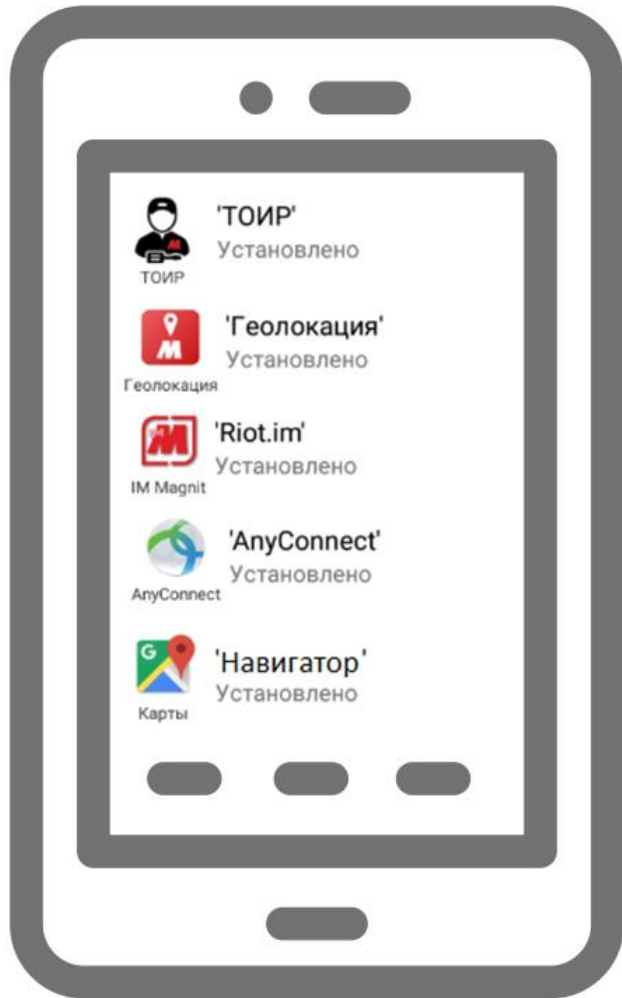 'ТОИР'
Установлено
ТОИР
'Геолокация'
Установлено
Геолокация
'Riot.im'
Установлено
IM Magnit
'AnyConnect'
Установлено
AnyConnect
G
'Навигатор'
Установлено
Карты